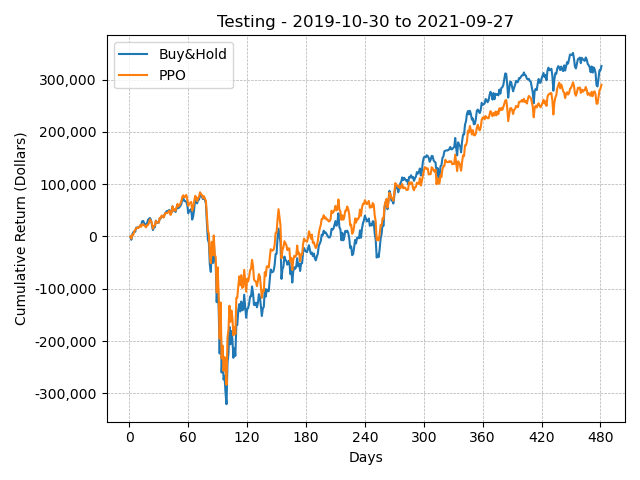 Testing - 2019-10-30 to 2021-09-27
Buy&Hold
PPO
Cumulative Return (Dollars)
300,000
200,000
100,000
0
-100,000
-200,000
-300,000
0 60 120 180 240 300 360 420 480
Days